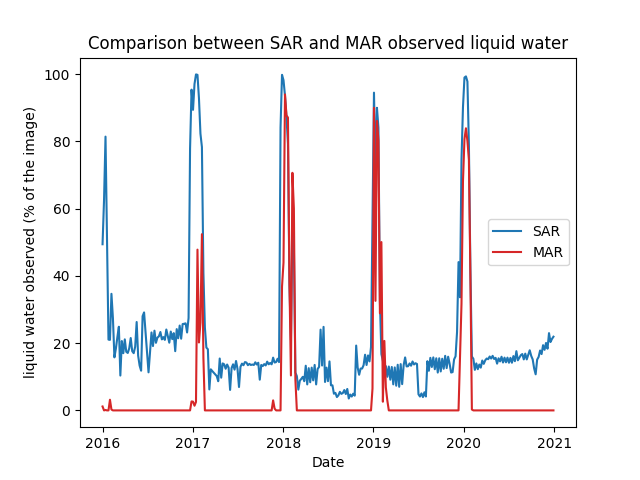 Comparison between SAR and MAR observed liquid water
liquid water observed (% of the image)
100
80
60
40
20
0
SAR
MAR
2016 2017 2018 2019 2020 2021
Date